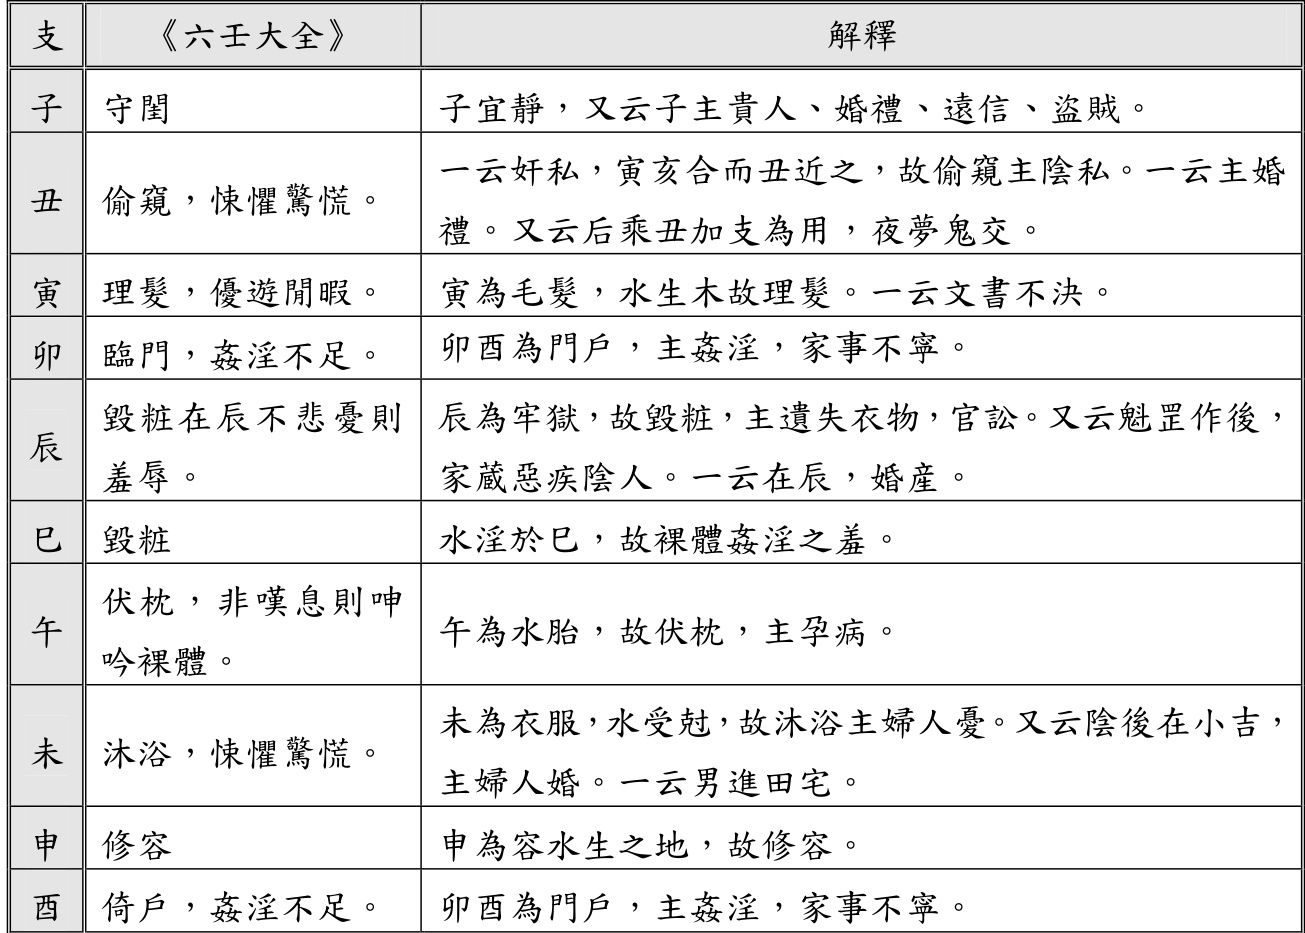 支 《六壬大全》 解釋
子 守閨 子宜靜，又云子主貴人、婚禮、遠信、盜賊。
丑 偷窺，悚懼驚慌。 一云奸私，寅亥合而丑近之，故偷窺主陰私。一云主婚
禮。又云后乘丑加支為用，夜夢鬼交。
寅 理髮，優遊閒暇。 寅為毛髮，水生木故理髮。一云文書不決。
卯 臨門，姦淫不足。 卯酉為門戶，主姦淫，家事不寧。
辰 毀粧在辰不悲憂則
羞辱。
辰為牢獄，故毀粧，主遺失衣物，官訟。又云魁罡作後，
家蔵惡疾陰人。一云在辰，婚産。
巳 毀粧 水淫於巳，故裸體姦淫之羞。
午 伏枕，非嘆息則呻
吟裸體。
午為水胎，故伏枕，主孕病。
未 沐浴，悚懼驚慌。 未為衣服，水受尅，故沐浴主婦人憂。又云陰後在小吉，
主婦人婚。一云男進田宅。
申 修容 申為容水生之地，故修容。
酉 倚戶，姦淫不足。 卯酉為門戶，主姦淫，家事不寧。